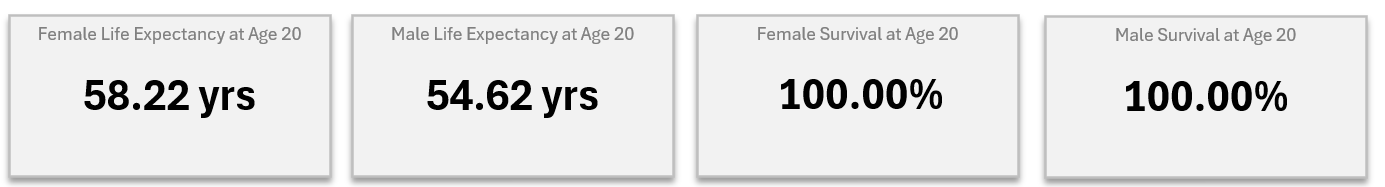 Female Life Expectancy at Age 20
58.22 yrs
Male Life Expectancy at Age 20
54.62 yrs
Female Survival at Age 20
100.00%
Male Survival at Age 20
100.00%